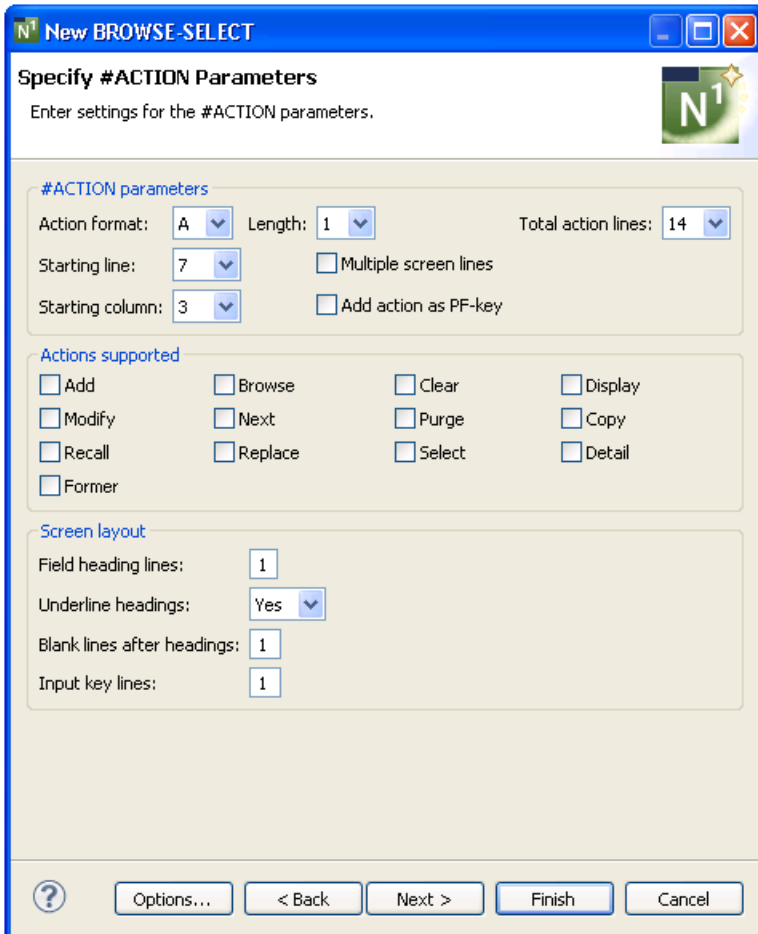 N1 New BROWSE-SELECT
Specify #ACTION Parameters
Enter settings for the #ACTION parameters.
N1
#ACTION parameters
Action format: A Length: 1 Total action lines: 14
Starting line: 7 Multiple screen lines
Starting column: 3 Add action as PF-key
Actions supported
Add Browse Clear Display
Modify Next Purge Copy
Recall Replace Select Detail
Former
Screen layout
Field heading lines: 1
Underline headings: Yes
Blank lines after headings: 1
Input key lines: 1
? Options... < Back Next > Finish Cancel